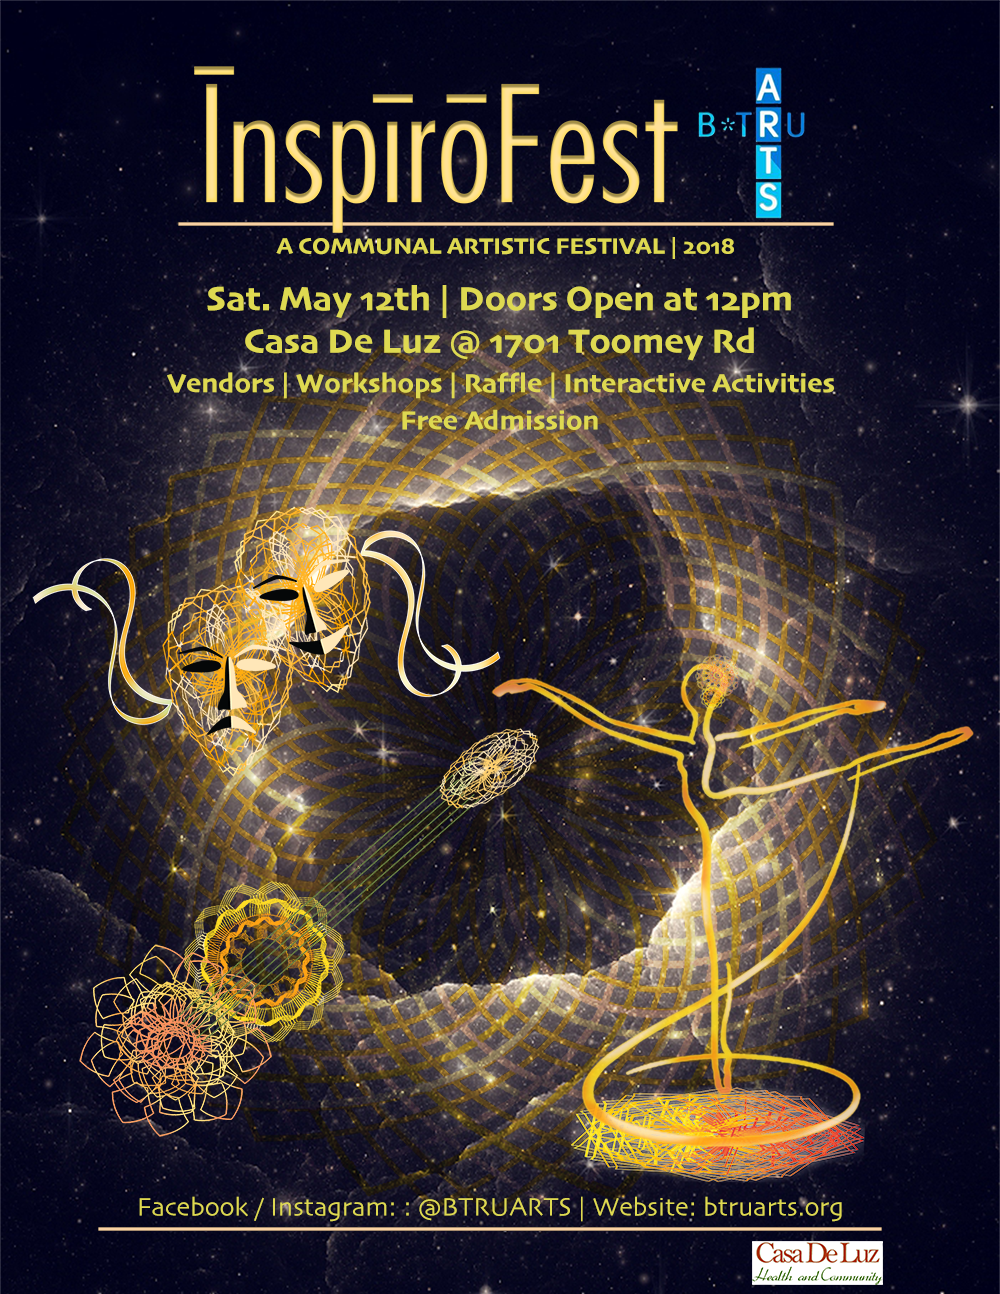 ĪnspīrōFest
B*TRU
ARTS
A COMMUNAL ARTISTIC FESTIVAL | 2018
Sat. May 12th | Doors Open at 12pm
Casa De Luz @ 1701 Toomey Rd
Vendors | Workshops | Raffle | Interactive Activities
Free Admission
Facebook / Instagram: : @BTRUARTS | Website: btruarts.org
Casa De Luz
Health and Community